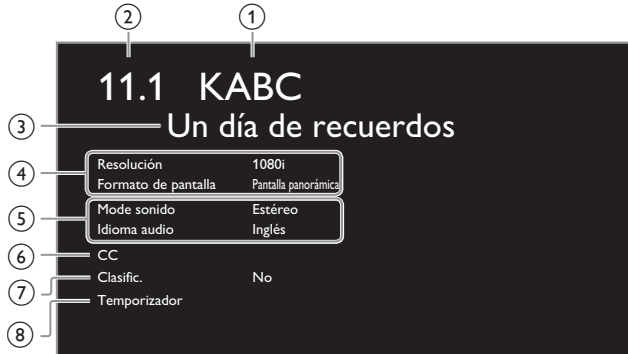 ② ①
11.1 KABC
③ Un día de recuerdos
④ Resolución 1080i
Formato de pantalla Pantalla panorámica
⑤ Mode sonido Estéreo
Idioma audio Inglés
⑥ CC
⑦ Clasific. No
⑧ Temporizador